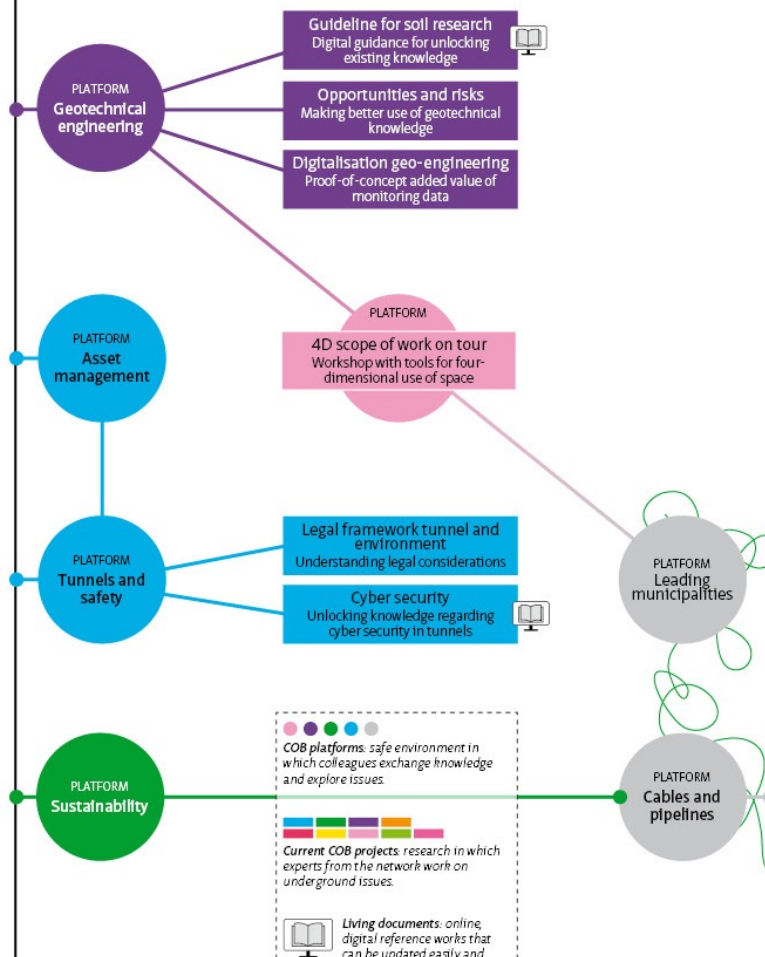 PLATFORM
Geotechnical
engineering
Guideline for soil research
Digital guidance for unlocking
existing knowledge
Opportunities and risks
Making better use of geotechnical
knowledge
Digitalisation geo-engineering
Proof-of-concept added value of
monitoring data
PLATFORM
4D scope of work on tour
Workshop with tools for four-
dimensional use of space
PLATFORM
Asset
management
PLATFORM
Tunnels and
safety
Legal framework tunnel and
environment
Understanding legal considerations
Cyber security
Unlocking knowledge regarding
cyber security in tunnels
PLATFORM
Leading
municipalities
PLATFORM
Sustainability
COB platforms: safe environment in
which colleagues exchange knowledge
and explore issues.
Current COB projects: research in which
experts from the network work on
underground issues.
Living documents: online,
digital reference works that
can be updated easily and
PLATFORM
Cables and
pipelines